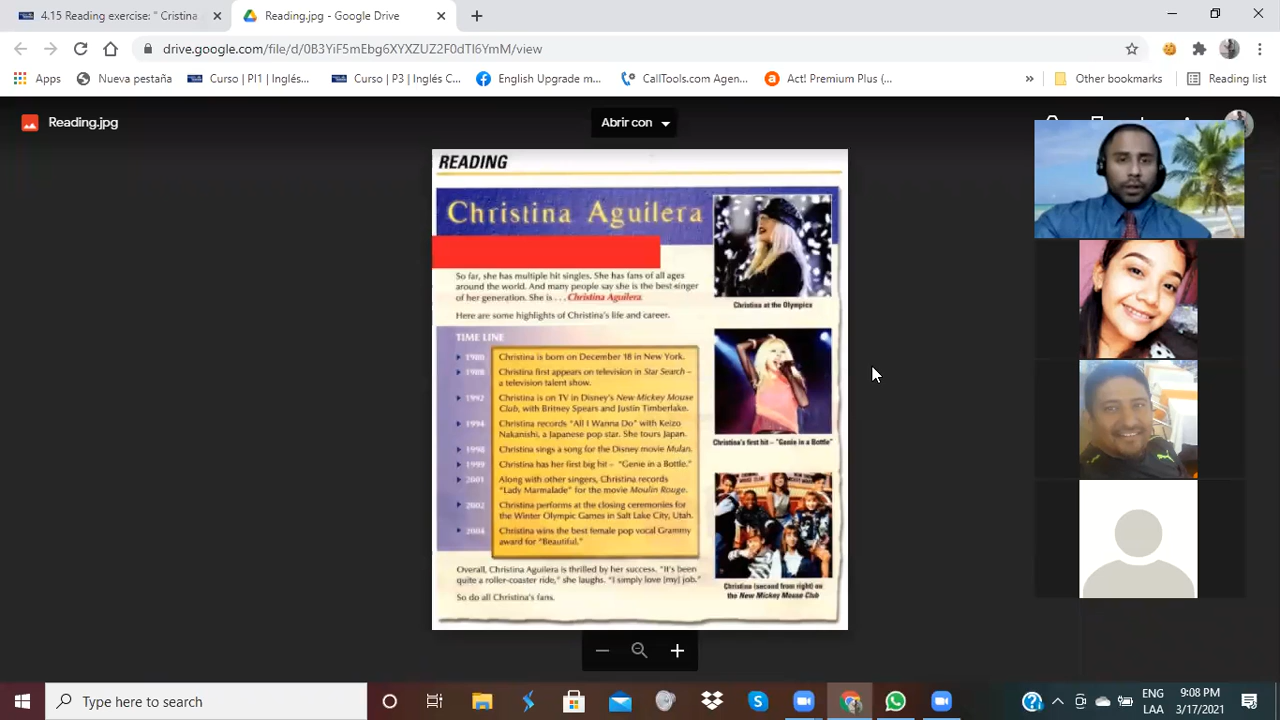 4.15 Reading exercise: " Cristina
Reading.jpg - Google Drive
drive.google.com/file/d/0B3YiF5mEbg6XYXZUZ2F0dTl6YmM/view
Apps
Nueva pestaña
Curso | PI1 | Inglés...
Curso | P3 | Inglés C...
English Upgrade m...
CallTools.com Agen...
Act! Premium Plus (...
»
Other bookmarks
Reading list
Reading.jpg
Abrir con
READING
Christina Aguilera
So far, she has multiple hit singles. She has fans of all ages
around the world. And many people say she is the best singer
of her generation. She is . . . Christina Aguilera.
Here are some highlights of Christina's life and career.
TIME LINE
1980 Christina is born on December 18 in New York.
1988 Christina first appears on television in Star Search –
a television talent show.
1992 Christina is on TV in Disney's New Mickey Mouse
Club, with Britney Spears and Justin Timberlake.
1994 Christina records "All I Wanna Do" with Keizo
Nakanishi, a Japanese pop star. She tours Japan.
1998 Christina sings a song for the Disney movie Mulan.
1999 Christina has her first big hit – "Genie in a Bottle."
2001 Along with other singers, Christina records
"Lady Marmalade" for the movie Moulin Rouge.
2002 Christina performs at the closing ceremonies for
the Winter Olympic Games in Salt Lake City, Utah.
2004 Christina wins the best female pop vocal Grammy
award for "Beautiful."
Overall, Christina Aguilera is thrilled by her success. "It's been
quite a roller-coaster ride," she laughs. "I simply love [my] job."
So do all Christina's fans.
Christina at the Olympics
Christina's first hit – "Genie in a Bottle"
Christina (second from right) on
the New Mickey Mouse Club
Type here to search
ENG
LAA
9:08 PM
3/17/2021